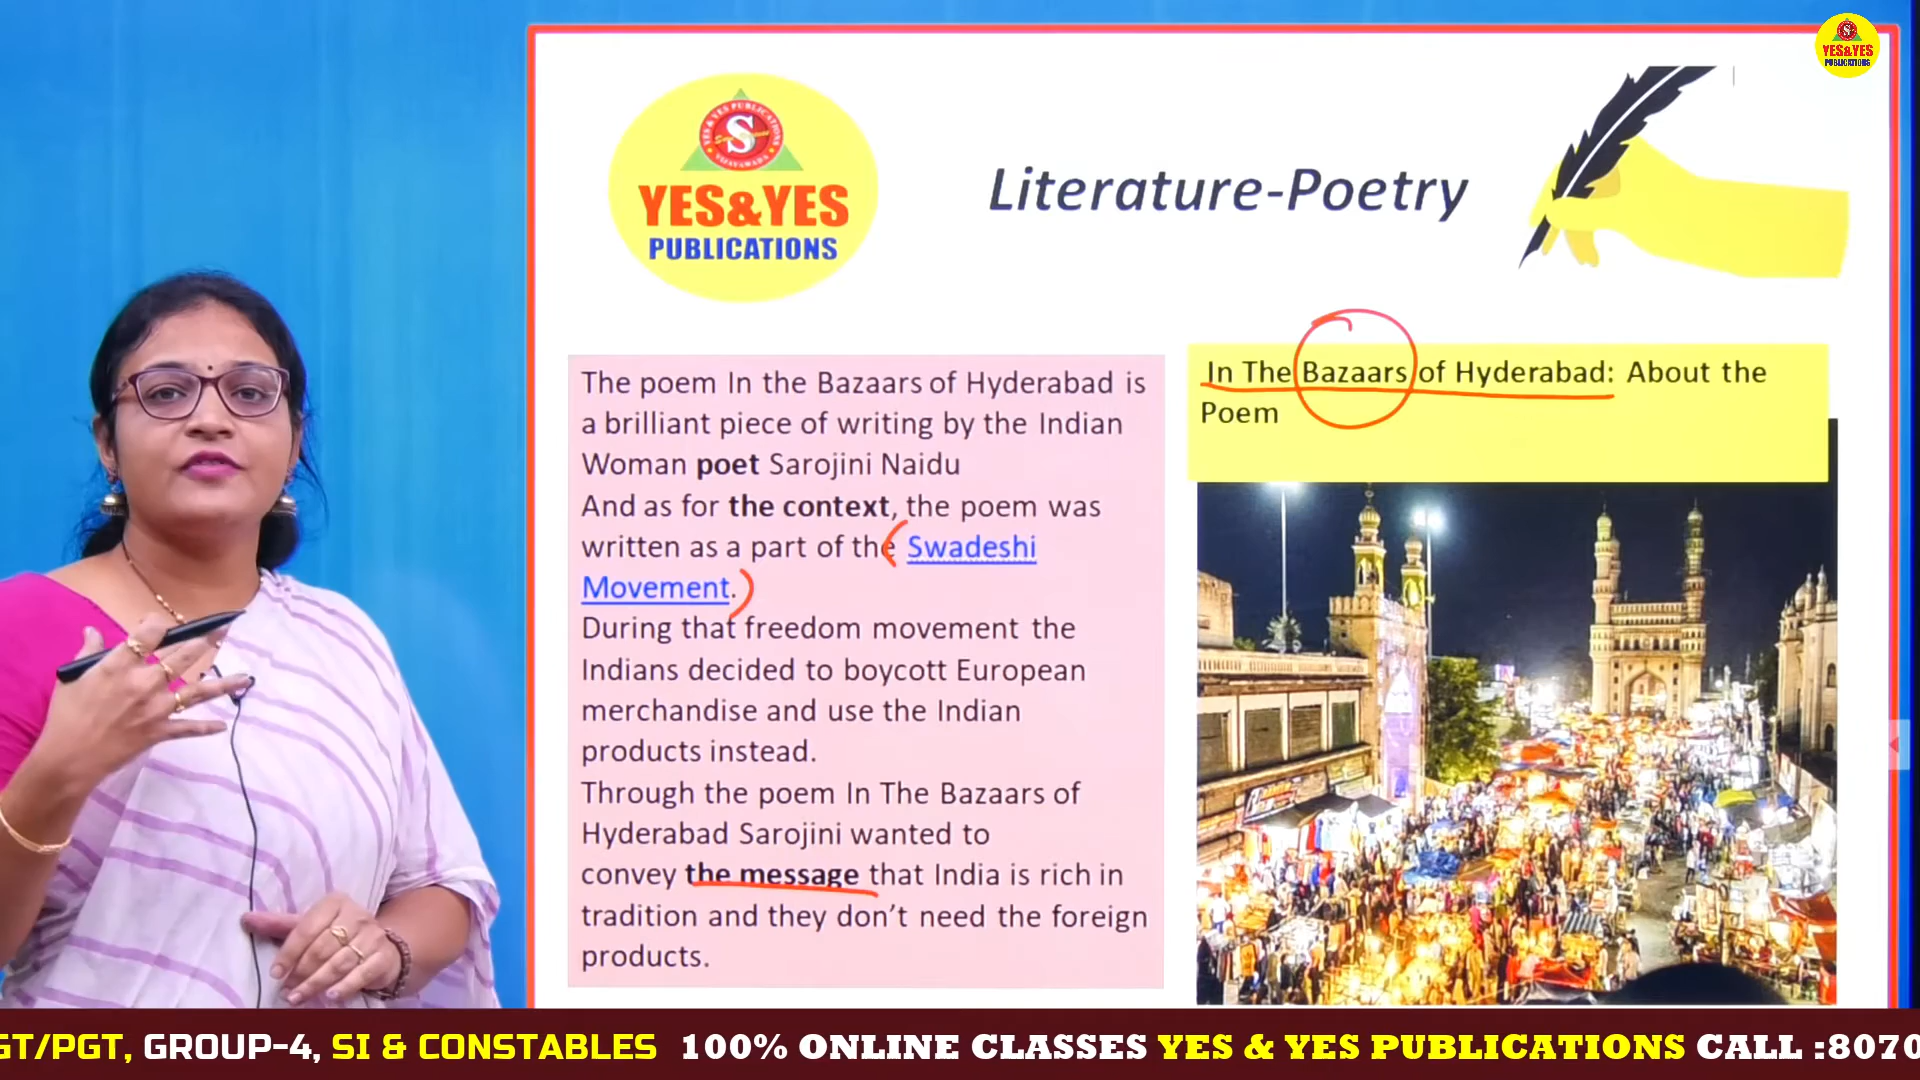 YES&YES
PUBLICATIONS
YES & YES PUBLICATIONS
S
VIJAYAWADA
YES&YES
PUBLICATIONS
Literature-Poetry
The poem In the Bazaars of Hyderabad is
a brilliant piece of writing by the Indian
Woman poet Sarojini Naidu
And as for the context, the poem was
written as a part of the Swadeshi
Movement.
During that freedom movement the
Indians decided to boycott European
merchandise and use the Indian
products instead.
Through the poem In The Bazaars of
Hyderabad Sarojini wanted to
convey the message that India is rich in
tradition and they don't need the foreign
products.
In The Bazaars of Hyderabad: About the
Poem
GT/PGT, GROUP-4, SI & CONSTABLES 100% ONLINE CLASSES YES & YES PUBLICATIONS CALL :8070